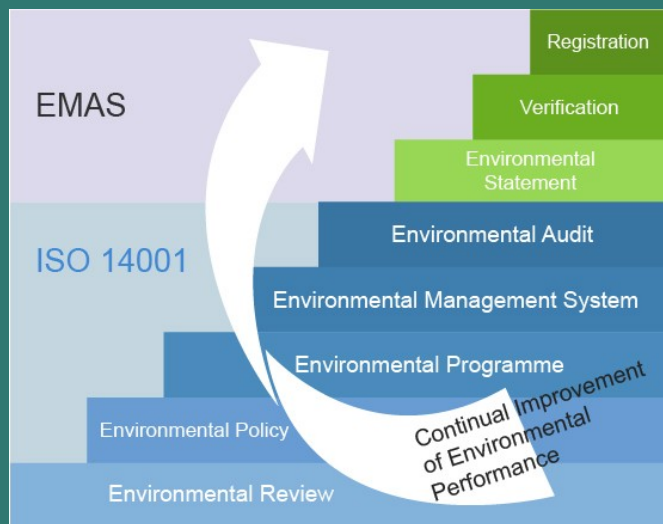 Registration
EMAS
Verification
Environmental
Statement
Environmental Audit
ISO 14001
Environmental Management System
Environmental Programme
Environmental Policy
Continual Improvement
of Environmental
Performance
Environmental Review